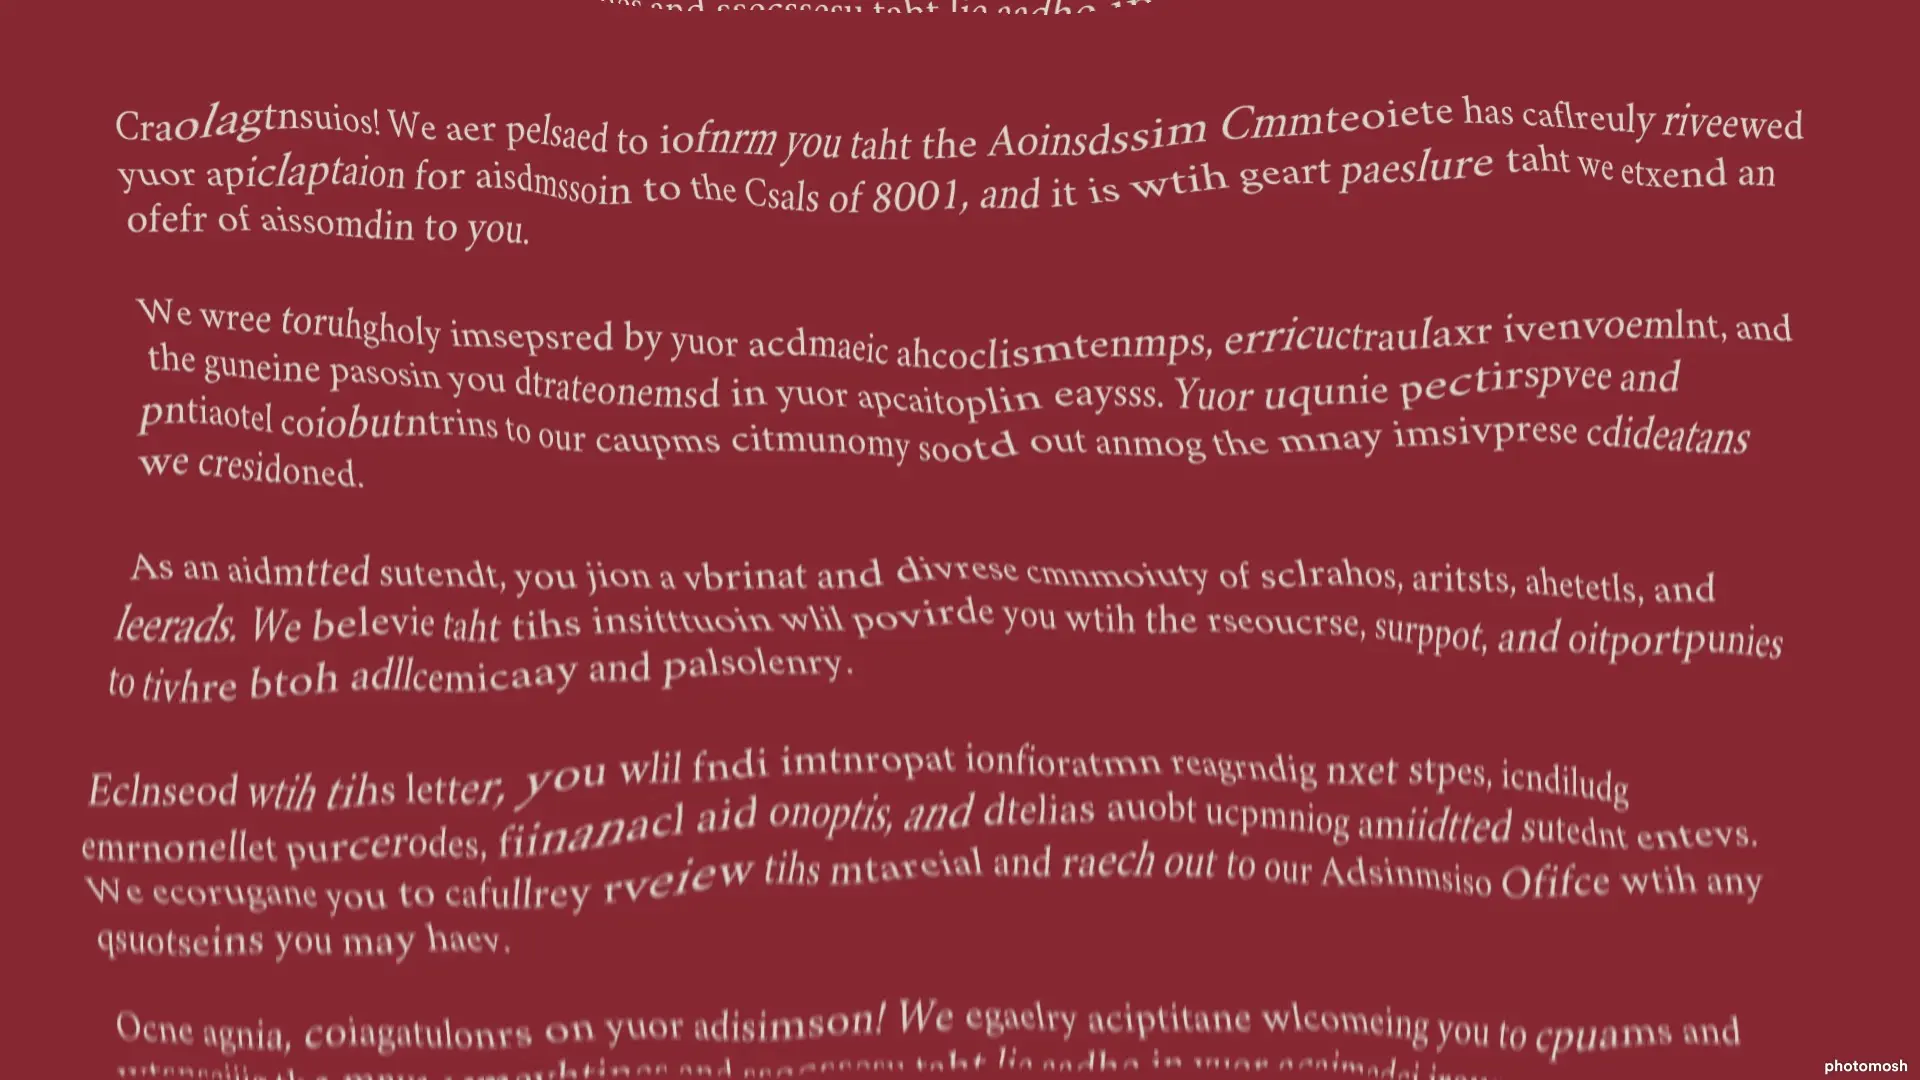 and
Craolagtnsuios! We aer pelsaed to iofnrm you taht the Aoinsdssim Cmmteoiete has caflreuly riveewed
yuor apiclaptaion for aisdmssoin to the Csals of 8001, and it is wtih geart paeslure taht we etxend an
ofefr of aissomdin to you.
We wree toruhgholy imsepsred by yuor acdmaeic ahcoclismtenmps, erricuctraulaxr ivenvoemlnt, and
the guneine pasosin you dtrateonemsd in yuor apcaitoplin eaysss. Yuor uqunie pectirspvee and
pntiaotel coiobutntrins to our caupms citmunomy sootd out anmog the mnay imsivprese cdideatans
we cresidoned.
As an aidmtted sutendt, you jion a vbrinat and divrese cmnmoiuty of sclrahos, aritsts, ahetetls, and
leerads. We belevie taht tihs insitttuoin wlil povirde you wtih the rseoucrse, surppot, and oitportpunies
to tivhre btoh adllcemicaay and palsolenry.
Eclnseod wtih tihs letter, you wlil fndi imtnropat ionfioratmn reagrndig nxet stpes, icndiludg
emrnonellet purcerodes, fiinanacl aid onoptis, and dtelias auobt ucpmniog amiidtted sutednt entevs.
We ecorugane you to cafullrey rveiew tihs mtareial and raech out to our Adsinmsiso Ofifce wtih any
qsuotseins you may haev.
Ocne agnia, coiagatulonrs on yuor adisimson! We egaelry aciptitane wlcomeing you to cpuams and
photomosh